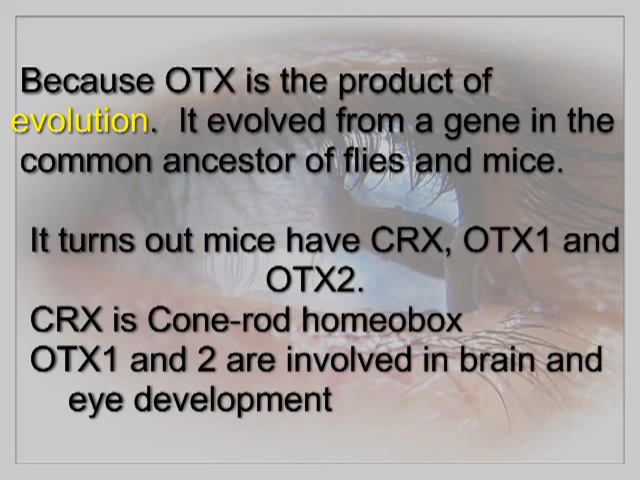 Because OTX is the product of
evolution. It evolved from a gene in the
common ancestor of flies and mice.
It turns out mice have CRX, OTX1 and
OTX2.
CRX is Cone-rod homeobox
OTX1 and 2 are involved in brain and
eye development